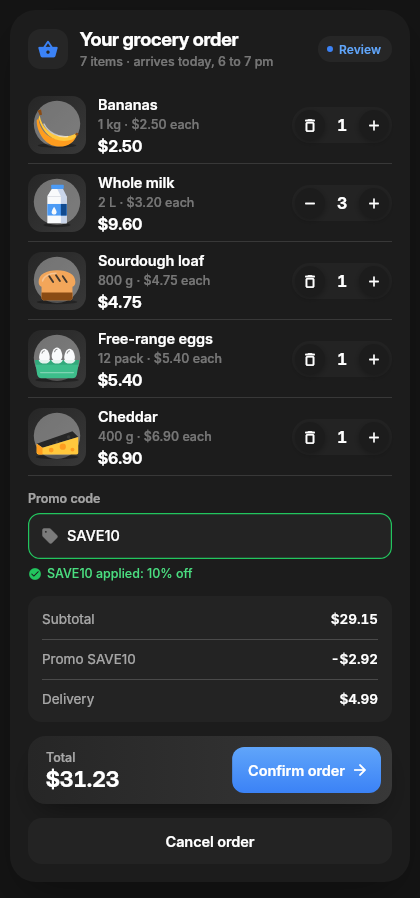 Your grocery order
7 items · arrives today, 6 to 7 pm
Review
Bananas
1 kg · $2.50 each
$2.50
1
Whole milk
2 L · $3.20 each
$9.60
3
Sourdough loaf
800 g · $4.75 each
$4.75
1
Free-range eggs
12 pack · $5.40 each
$5.40
1
Cheddar
400 g · $6.90 each
$6.90
1
Promo code
SAVE10
SAVE10 applied: 10% off
Subtotal $29.15
Promo SAVE10 -$2.92
Delivery $4.99
Total
$31.23
Confirm order
Cancel order